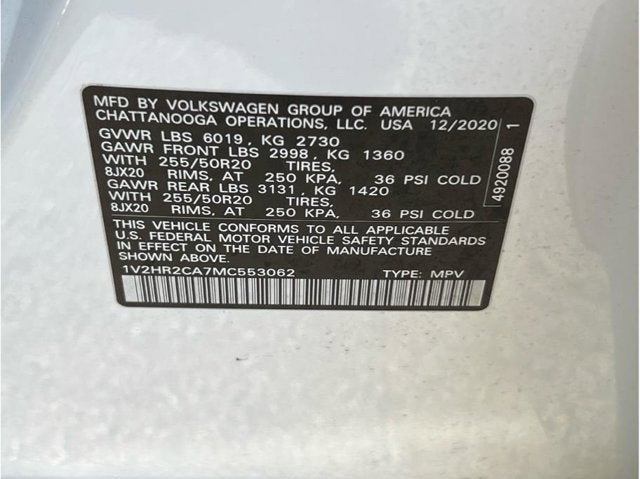 MFD BY VOLKSWAGEN GROUP OF AMERICA
CHATTANOOGA OPERATIONS, LLC. USA 12/2020
GVWR LBS 6019, KG 2730
GAWR FRONT LBS 2998, KG 1360
WITH 255/50R20 TIRES,
8JX20 RIMS, AT 250 KPA, 36 PSI COLD
GAWR REAR LBS 3131, KG 1420
WITH 255/50R20 TIRES,
8JX20 RIMS, AT 250 KPA, 36 PSI COLD
THIS VEHICLE CONFORMS TO ALL APPLICABLE
U.S. FEDERAL MOTOR VEHICLE SAFETY STANDARDS
IN EFFECT ON THE DATE OF MANUFACTURE
SHOWN ABOVE.
1V2HR2CA7MC553062 TYPE: MPV
4920088 1